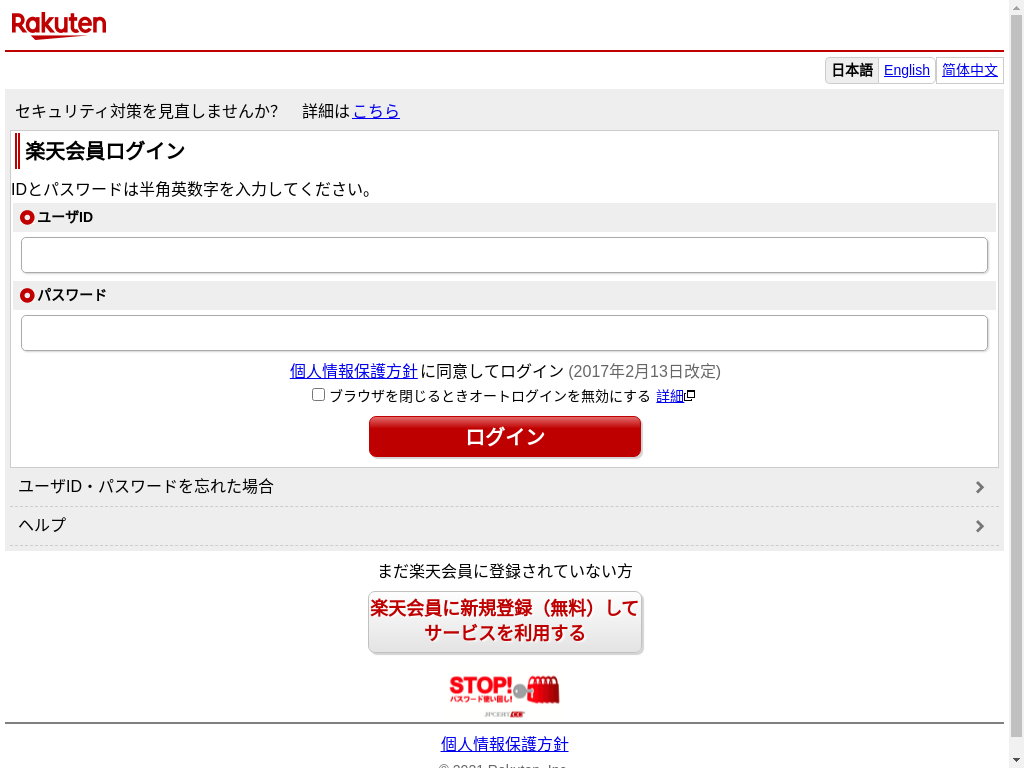 Rakuten
日本語 English 简体中文
セキュリティ対策を見直しませんか? 詳細はこちら
楽天会員ログイン
IDとパスワードは半角英数字を入力してください。
ユーザID
パスワード
個人情報保護方針に同意してログイン (2017年2月13日改定)
ブラウザを閉じるときオートログインを無効にする 詳細
ログイン
ユーザID・パスワードを忘れた場合
ヘルプ
まだ楽天会員に登録されていない方
楽天会員に新規登録（無料）して
サービスを利用する
STOP!
パスワード使い回し!
JPCERT CC
個人情報保護方針
© 2021 Rakuten, Inc.